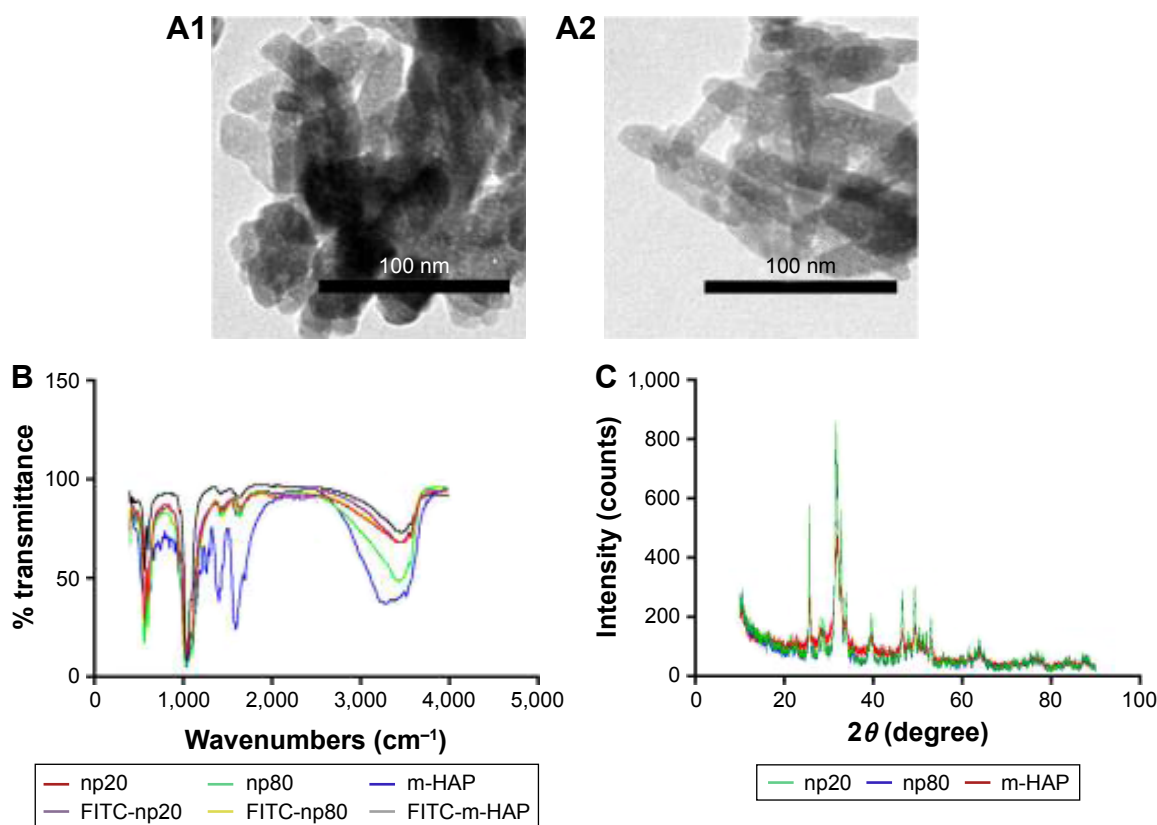 A1
A2
100 nm
100 nm
B
150
100
50
0
% transmittance
0
1,000
2,000
3,000
4,000
5,000
Wavenumbers (cm⁻¹)
np20
np80
m-HAP
FITC-np20
FITC-np80
FITC-m-HAP
C
1,000
800
600
400
200
0
Intensity (counts)
0
20
40
60
80
100
2θ (degree)
np20
np80
m-HAP